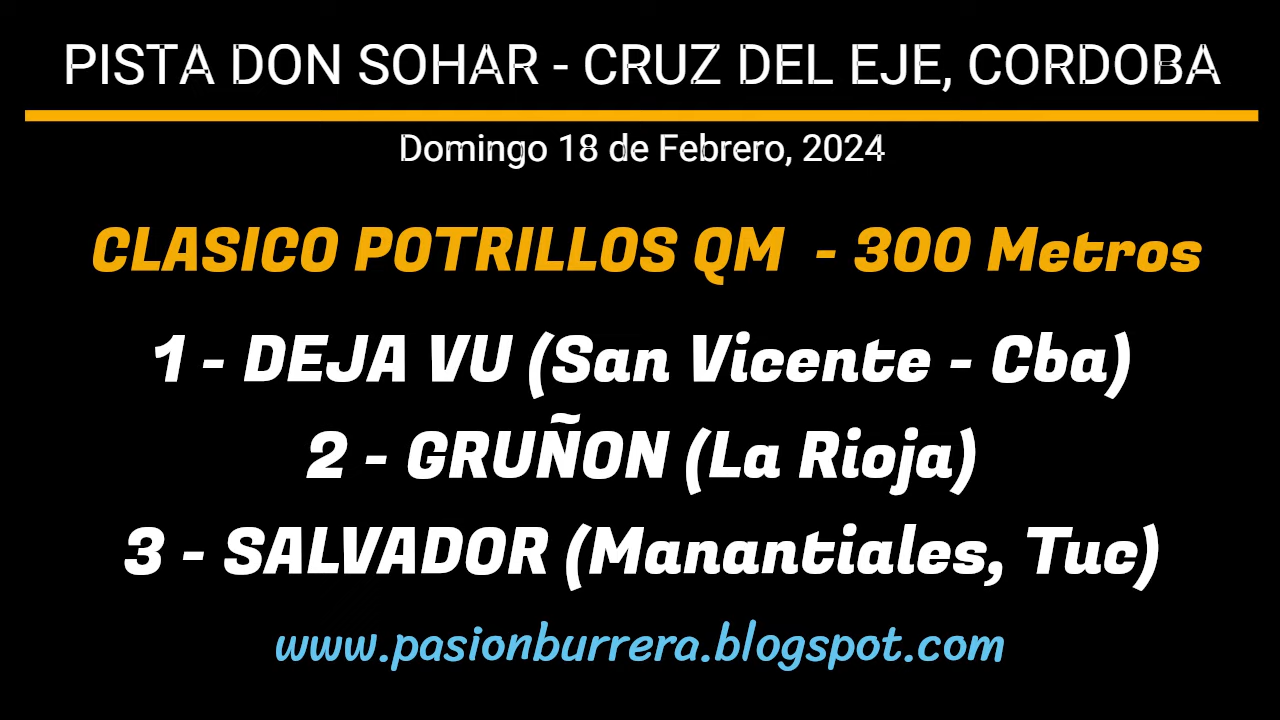 PISTA DON SOHAR - CRUZ DEL EJE, CORDOBA
Domingo 18 de Febrero, 2024
CLASICO POTRILLOS QM - 300 Metros
1 - DEJA VU (San Vicente - Cba)
2 - GRUÑON (La Rioja)
3 - SALVADOR (Manantiales, Tuc)
www.pasionburrera.blogspot.com